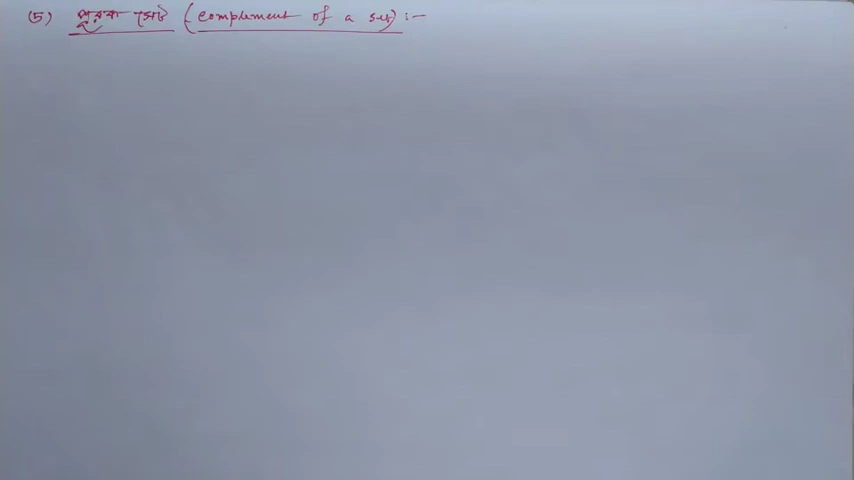 (5) পূরক সেট (complement of a set) :-